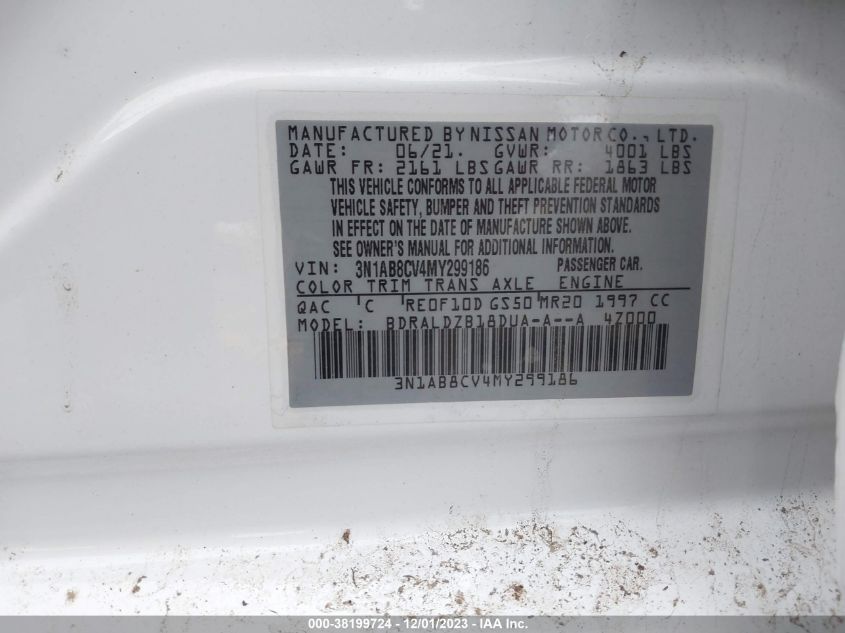 MANUFACTURED BY NISSAN MOTOR CO., LTD.
DATE: 06/21. GVWR: 4001 LBS
GAWR FR: 2161 LBS GAWR RR: 1863 LBS
THIS VEHICLE CONFORMS TO ALL APPLICABLE FEDERAL MOTOR
VEHICLE SAFETY, BUMPER AND THEFT PREVENTION STANDARDS
IN EFFECT ON THE DATE OF MANUFACTURE SHOWN ABOVE.
SEE OWNER'S MANUAL FOR ADDITIONAL INFORMATION.
VIN: 3N1AB8CV4MY299186 PASSENGER CAR.
COLOR TRIM TRANS AXLE ENGINE
QAC C RE0F10D GS50 MR20 1997 CC
MODEL: BDRALDZB18DUA-A--A 4Z000
3N1AB8CV4MY299186
000-38199724 - 12/01/2023 - IAA Inc.